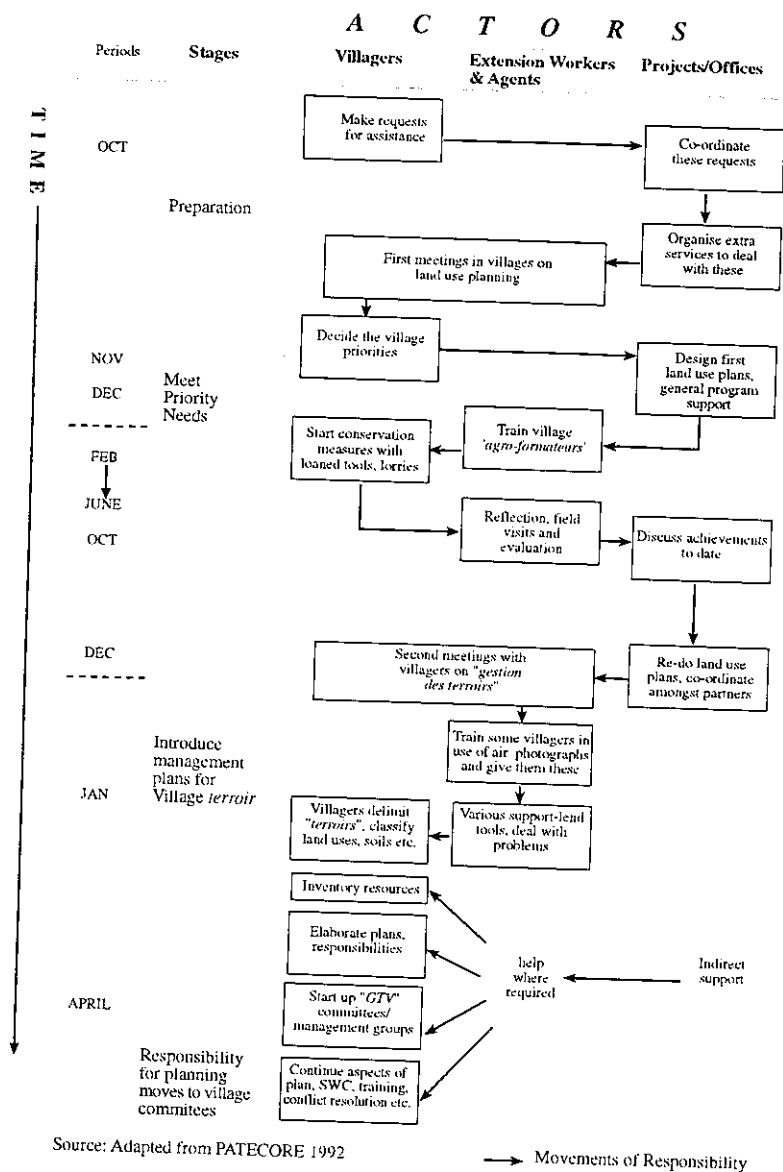 A C T O R S
Periods Stages Villagers Extension Workers Projects/Offices
& Agents
TIME
OCT
Make requests
for assistance
Co-ordinate
these requests
Preparation
Organise extra
services to deal
with these
First meetings in villages on
land use planning
Decide the village
priorities
NOV
DEC
Meet
Priority
Needs
Design first
land use plans,
general program
support
Train village
'agro-formateurs'
Start conservation
measures with
loaned tools, lorries
FEB
JUNE
OCT
Reflection, field
visits and
evaluation
Discuss achievements
to date
DEC
Second meetings with
villagers on "gestion
des terroirs"
Re-do land use
plans, co-ordinate
amongst partners
Train some villagers in
use of air photographs
and give them these
Introduce
management
plans for
Village terroir
JAN
Villagers delimit
"terroirs", classify
land uses, soils etc.
Various support-lend
tools, deal with
problems
Inventory resources
Elaborate plans,
responsibilities
help
where
required
Indirect
support
APRIL
Start up "GTV"
committees/
management groups
Responsibility
for planning
moves to village
commitees
Continue aspects of
plan, SWC, training,
conflict resolution etc.
Source: Adapted from PATECORE 1992
Movements of Responsibility